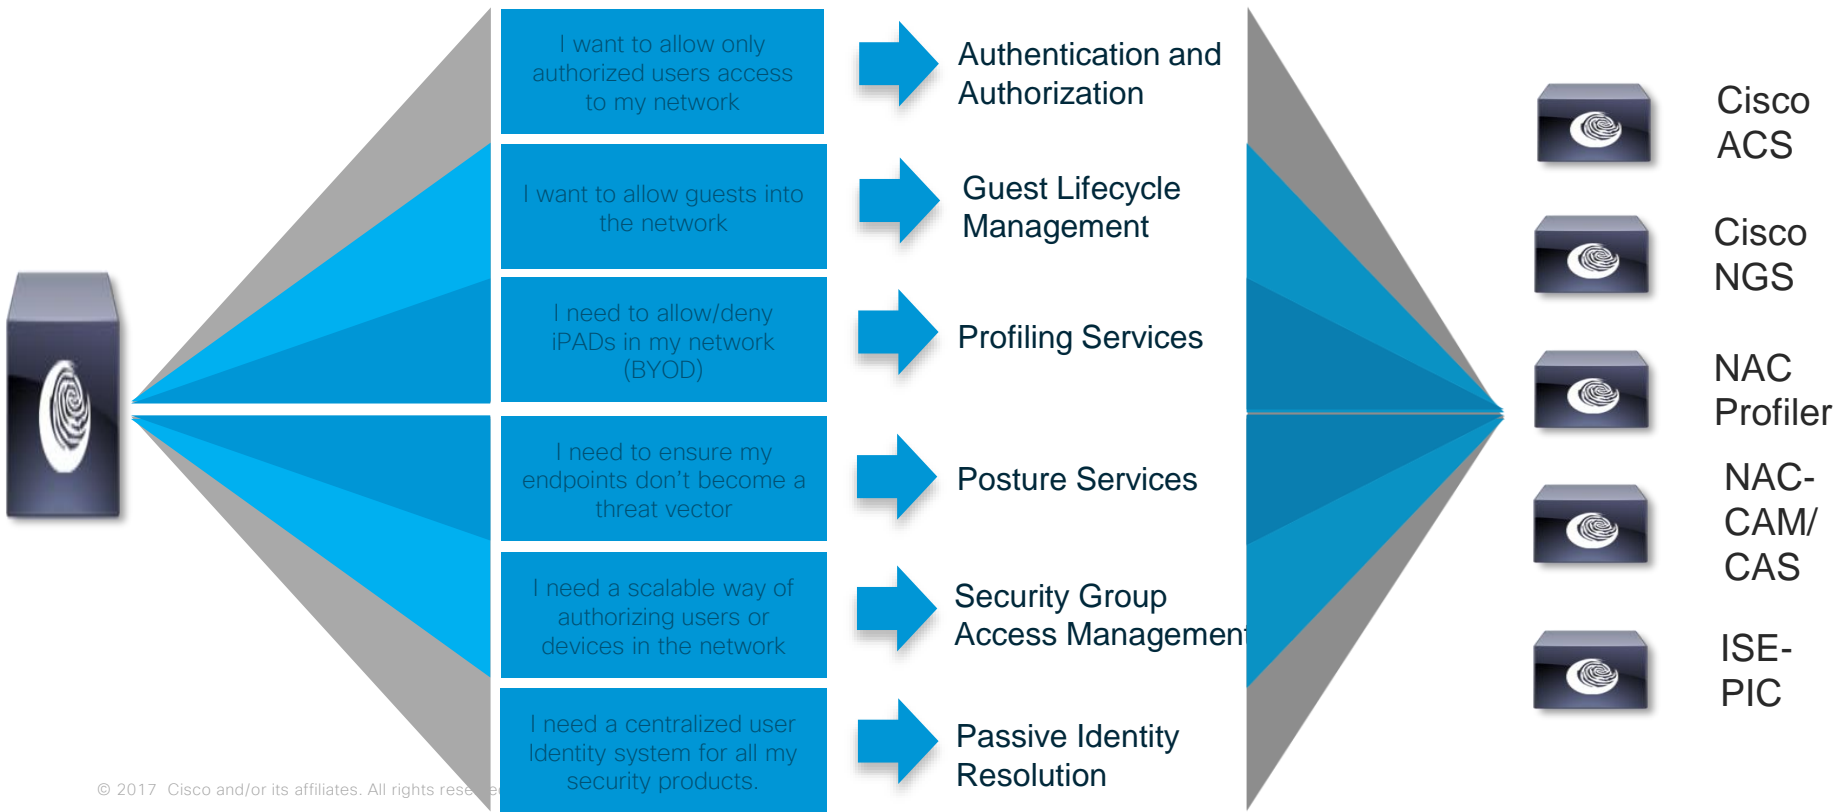 I want to allow only
authorized users access
to my network
Authentication and
Authorization
I want to allow guests into
the network
Guest Lifecycle
Management
I need to allow/deny
iPADs in my network
(BYOD)
Profiling Services
I need to ensure my
endpoints don't become a
threat vector
Posture Services
I need a scalable way of
authorizing users or
devices in the network
Security Group
Access Management
I need a centralized user
Identity system for all my
security products.
Passive Identity
Resolution
Cisco
ACS
Cisco
NGS
NAC
Profiler
NAC-
CAM/
CAS
ISE-
PIC
© 2017 Cisco and/or its affiliates. All rights